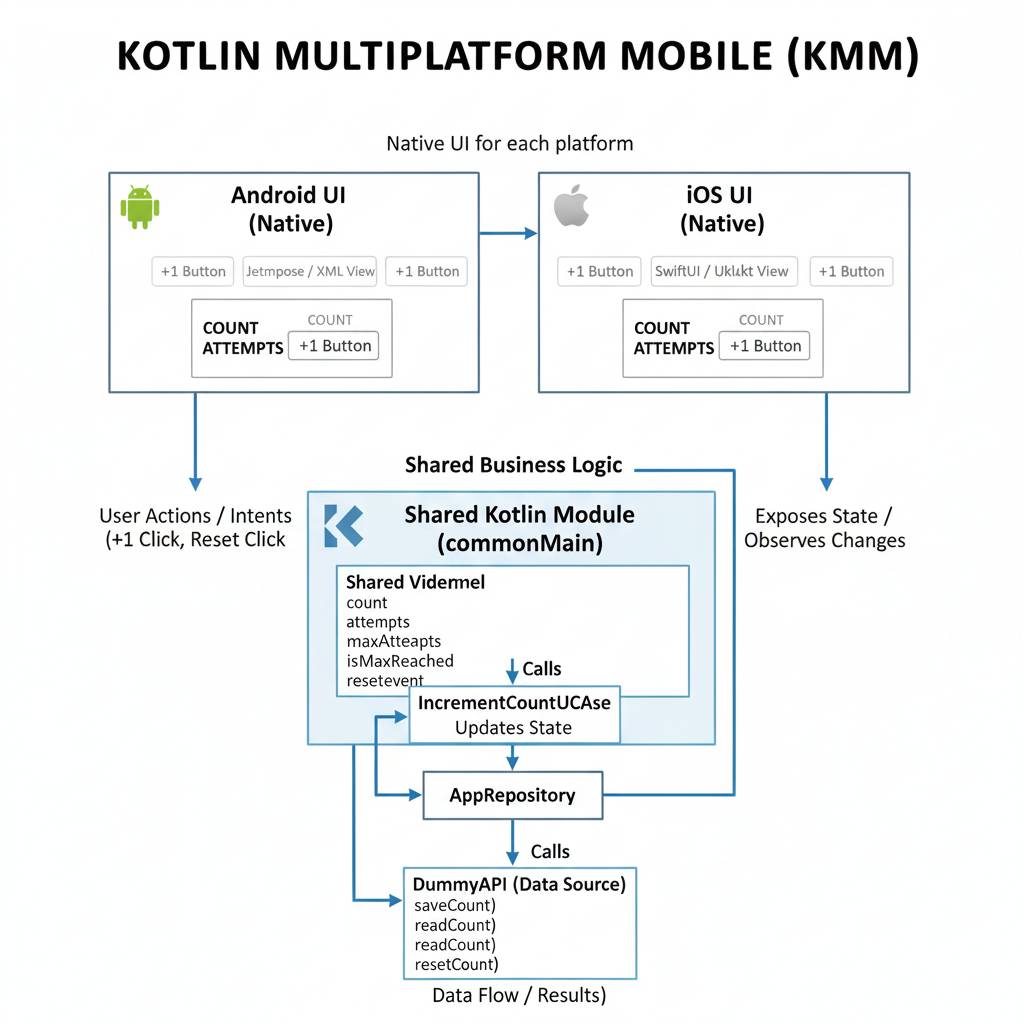 KOTLIN MULTIPLATFORM MOBILE (KMM)
Native UI for each platform
Android UI
(Native)
+1 Button
Jetmpose / XML View
+1 Button
COUNT
ATTEMPTS
COUNT
+1 Button
iOS UI
(Native)
+1 Button
SwiftUI / Uklkt View
+1 Button
COUNT
ATTEMPTS
COUNT
+1 Button
User Actions / Intents
(+1 Click, Reset Click
Shared Business Logic
Exposes State /
Observes Changes
Shared Kotlin Module
(commonMain)
Shared Videmmel
count
attempts
maxAtteapts
isMaxReached
resetevent
Calls
IncrementCountUCAse
Updates State
AppRepository
Calls
DummyAPI (Data Source)
saveCount)
readCount)
readCount)
resetCount)
Data Flow / Results)